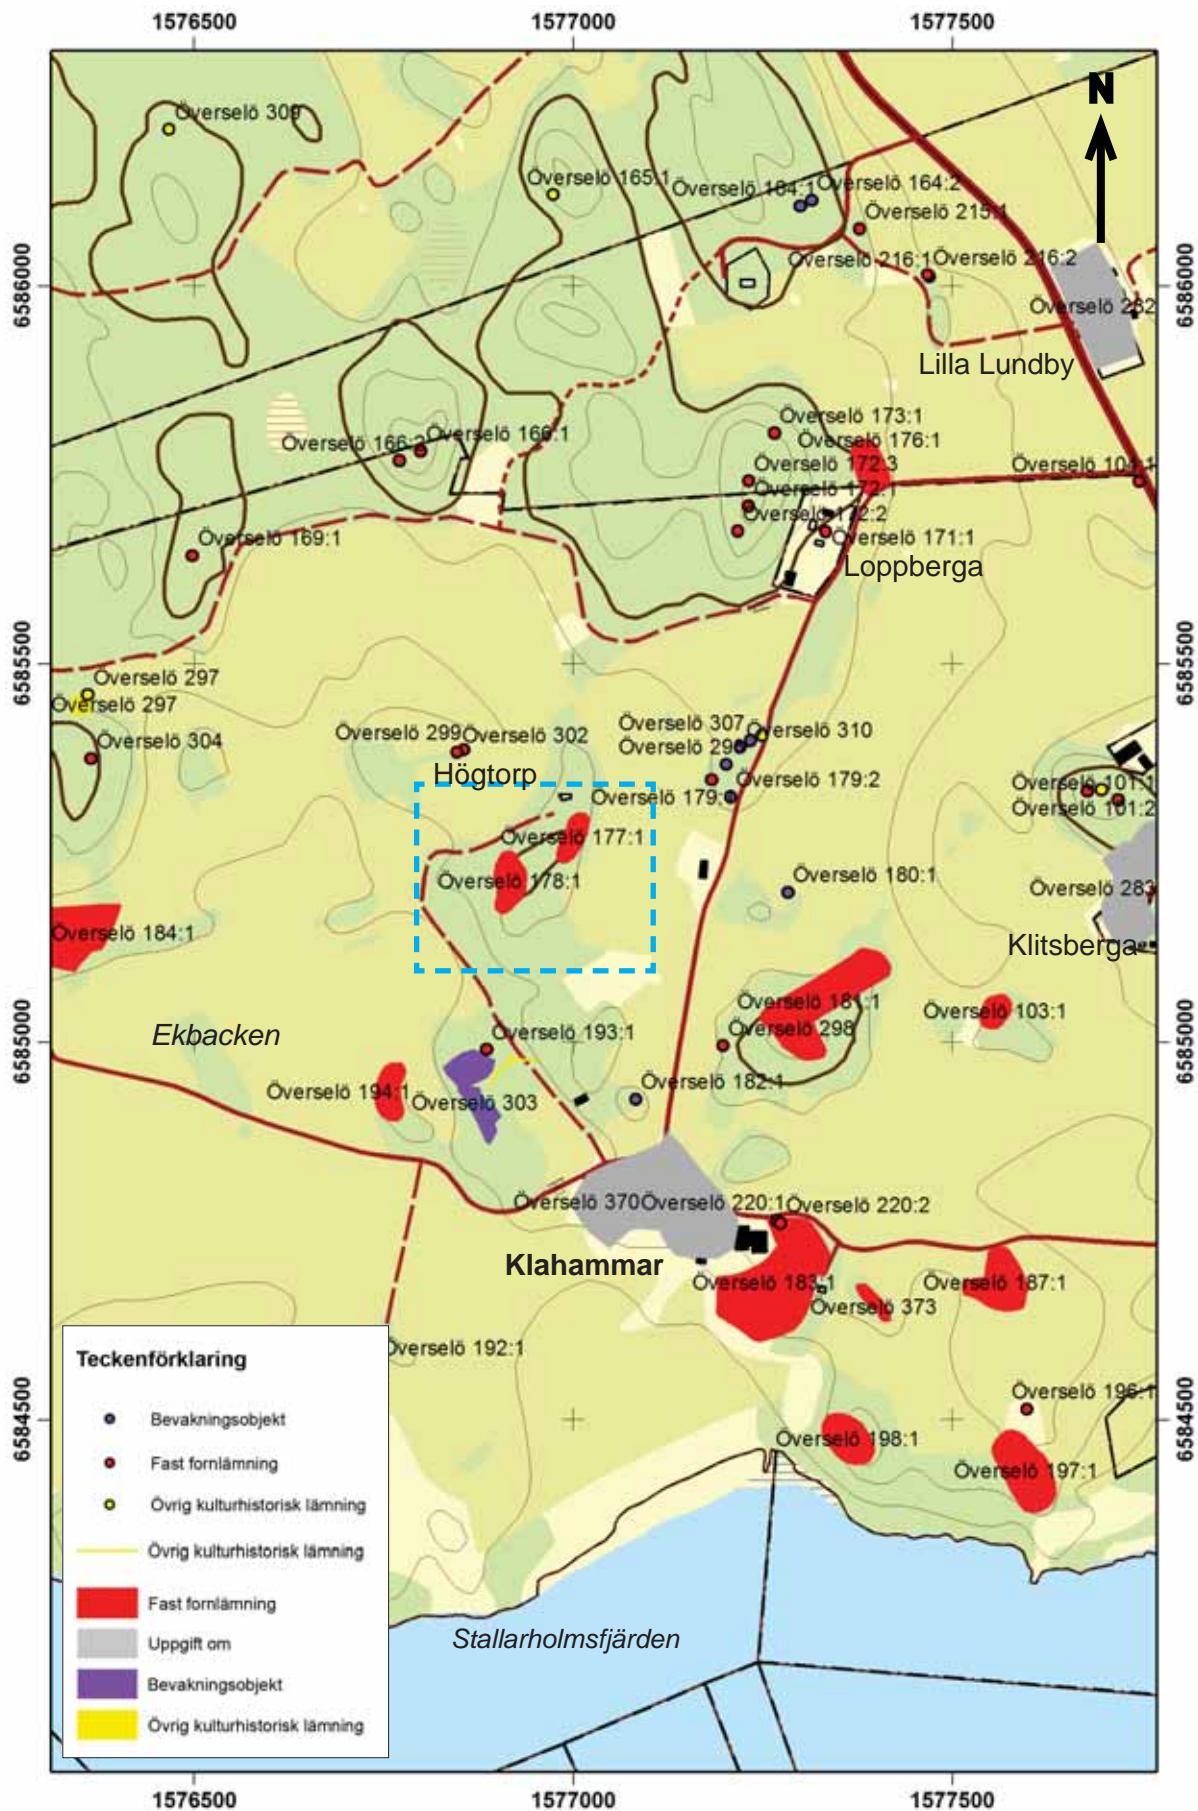 1576500 1577000 1577500
N
Överselö 309
Överselö 165:1
Överselö 184:1
Överselö 164:2
Överselö 215:1
Överselö 216:1
Överselö 216:2
6586000
6586000
Överselö 282
Lilla Lundby
Överselö 173:1
Överselö 166:1
Överselö 176:1
Överselö 166:2
Överselö 172:3
Överselö 104:1
Överselö 172:1
Överselö 172:2
Överselö 169:1
Överselö 171:1
Loppberga
6585500
6585500
Överselö 297
Överselö 297
Överselö 304
Överselö 299
Överselö 302
Överselö 307
Överselö 310
Högtorp
Överselö 179:2
Överselö 101:1
Överselö 101:2
Överselö 177:1
Överselö 178:1
Överselö 180:1
Överselö 283
Överselö 184:1
Klitsberga
Överselö 181:1
Överselö 103:1
Ekbacken
Överselö 193:1
Överselö 298
6585000
6585000
Överselö 194:1
Överselö 303
Överselö 182:1
Överselö 370
Överselö 220:1
Överselö 220:2
Klahammar
Överselö 183:1
Överselö 187:1
Överselö 373
Överselö 192:1
Överselö 196:1
6584500
6584500
Överselö 198:1
Överselö 197:1
Stallarholmsfjärden
Teckenförklaring
Bevakningsobjekt
Fast fornlämning
Övrig kulturhistorisk lämning
Övrig kulturhistorisk lämning
Fast fornlämning
Uppgift om
Bevakningsobjekt
Övrig kulturhistorisk lämning
1576500 1577000 1577500